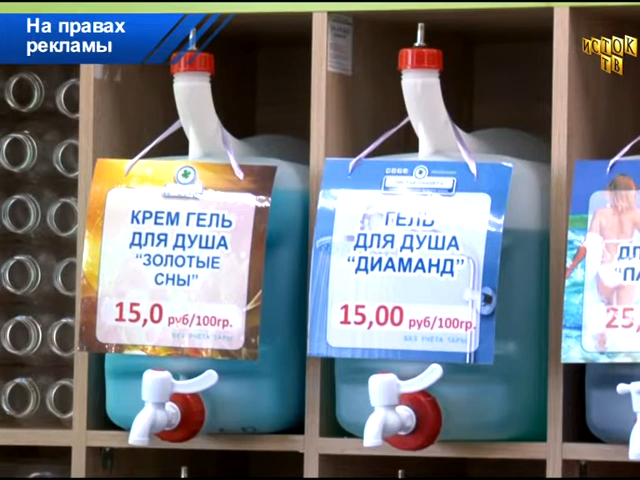 На правах
рекламы
ИСТОК
ТВ
КРЕМ ГЕЛЬ
ДЛЯ ДУША
“ЗОЛОТЫЕ
СНЫ”
15,0 руб/100гр.
БЕЗ УЧЕТА ТАРЫ
ГЕЛЬ
ДЛЯ ДУША
“ДИАМАНД”
15,00 руб/100гр.
БЕЗ УЧЕТА ТАРЫ
25,